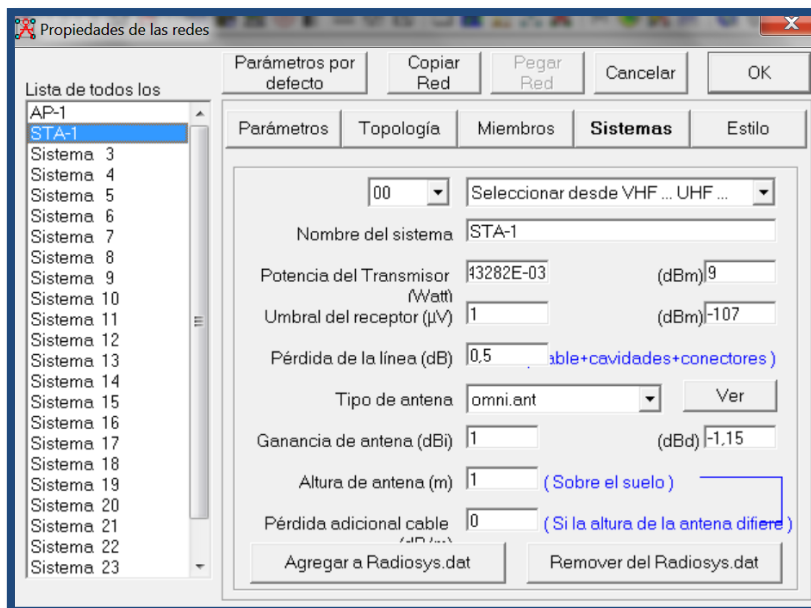 Propiedades de las redes
Parámetros por defecto
Copiar Red
Pegar Red
Cancelar
OK
Lista de todos los
AP-1
STA-1
Sistema 3
Sistema 4
Sistema 5
Sistema 6
Sistema 7
Sistema 8
Sistema 9
Sistema 10
Sistema 11
Sistema 12
Sistema 13
Sistema 14
Sistema 15
Sistema 16
Sistema 17
Sistema 18
Sistema 19
Sistema 20
Sistema 21
Sistema 22
Sistema 23
Parámetros Topología Miembros Sistemas Estilo
00 Seleccionar desde VHF ... UHF ...
Nombre del sistema STA-1
Potencia del Transmisor (Watt) 43282E-03 (dBm) 9
Umbral del receptor (µV) 1 (dBm) -107
Pérdida de la línea (dB) 0,5 able+cavidades+conectores )
Tipo de antena omni.ant Ver
Ganancia de antena (dBi) 1 (dBd) -1,15
Altura de antena (m) 1 ( Sobre el suelo )
Pérdida adicional cable (dB/m) 0 ( Si la altura de la antena difiere )
Agregar a Radiosys.dat Remover del Radiosys.dat